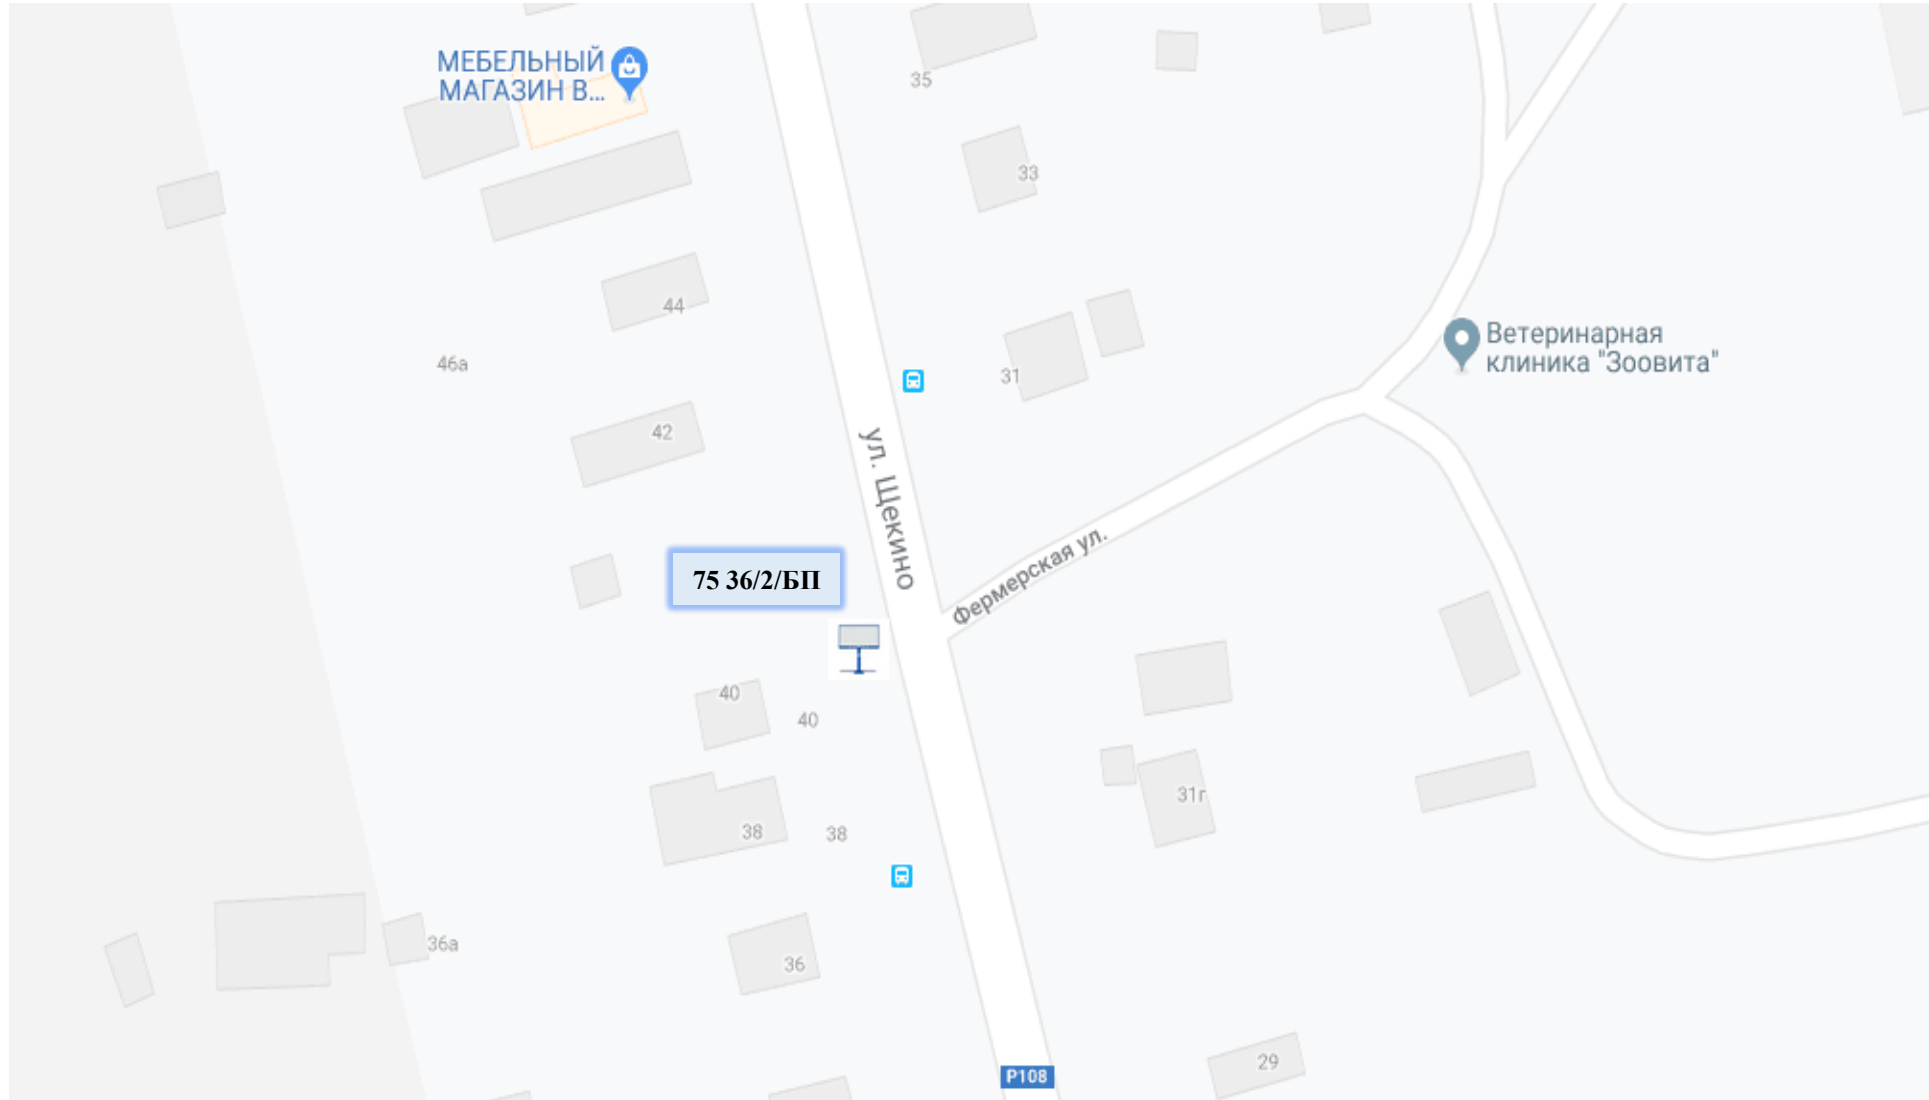 МЕБЕЛЬНЫЙ
МАГАЗИН В...
35
33
44
46а
31
Ветеринарная
клиника "Зоовита"
42
ул. Щекино
75 36/2/БП
Фермерская ул.
40
40
31г
38
38
36а
36
29
Р108